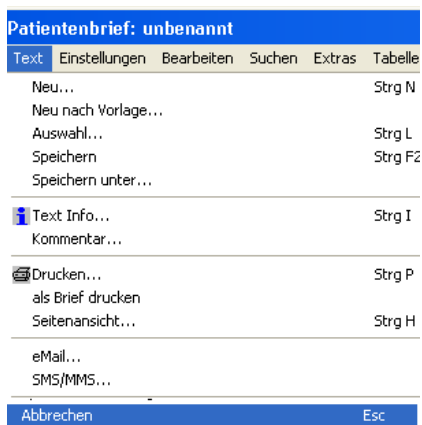 Patientenbrief: unbenannt
Text Einstellungen Bearbeiten Suchen Extras Tabelle
Neu... Strg N
Neu nach Vorlage...
Auswahl... Strg L
Speichern Strg F2
Speichern unter...
Text Info... Strg I
Kommentar...
Drucken... Strg P
als Brief drucken
Seitenansicht... Strg H
eMail...
SMS/MMS...
Abbrechen Esc